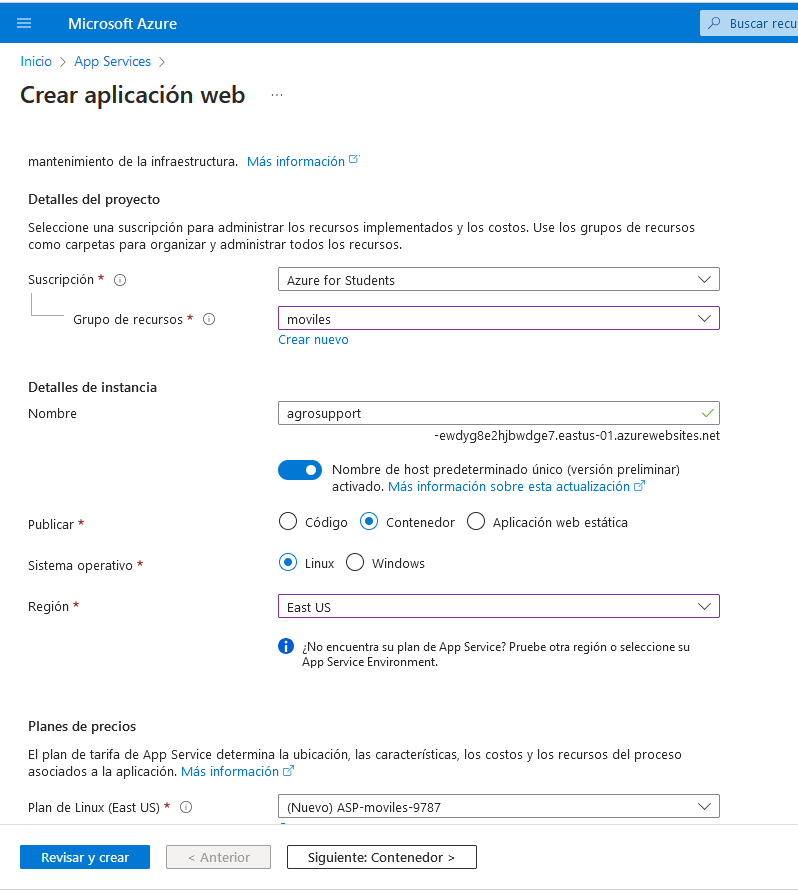 Microsoft Azure
Buscar recu
Inicio > App Services >
Crear aplicación web ...
mantenimiento de la infraestructura. Más información
Detalles del proyecto
Seleccione una suscripción para administrar los recursos implementados y los costos. Use los grupos de recursos
como carpetas para organizar y administrar todos los recursos.
Suscripción * Azure for Students
Grupo de recursos * moviles
Crear nuevo
Detalles de instancia
Nombre agrosupport
-ewdyg8e2hjbwdge7.eastus-01.azurewebsites.net
Nombre de host predeterminado único (versión preliminar)
activado. Más información sobre esta actualización
Publicar * Código Contenedor Aplicación web estática
Sistema operativo * Linux Windows
Región * East US
¿No encuentra su plan de App Service? Pruebe otra región o seleccione su
App Service Environment.
Planes de precios
El plan de tarifa de App Service determina la ubicación, las características, los costos y los recursos del proceso
asociados a la aplicación. Más información
Plan de Linux (East US) * (Nuevo) ASP-moviles-9787
Revisar y crear < Anterior Siguiente: Contenedor >